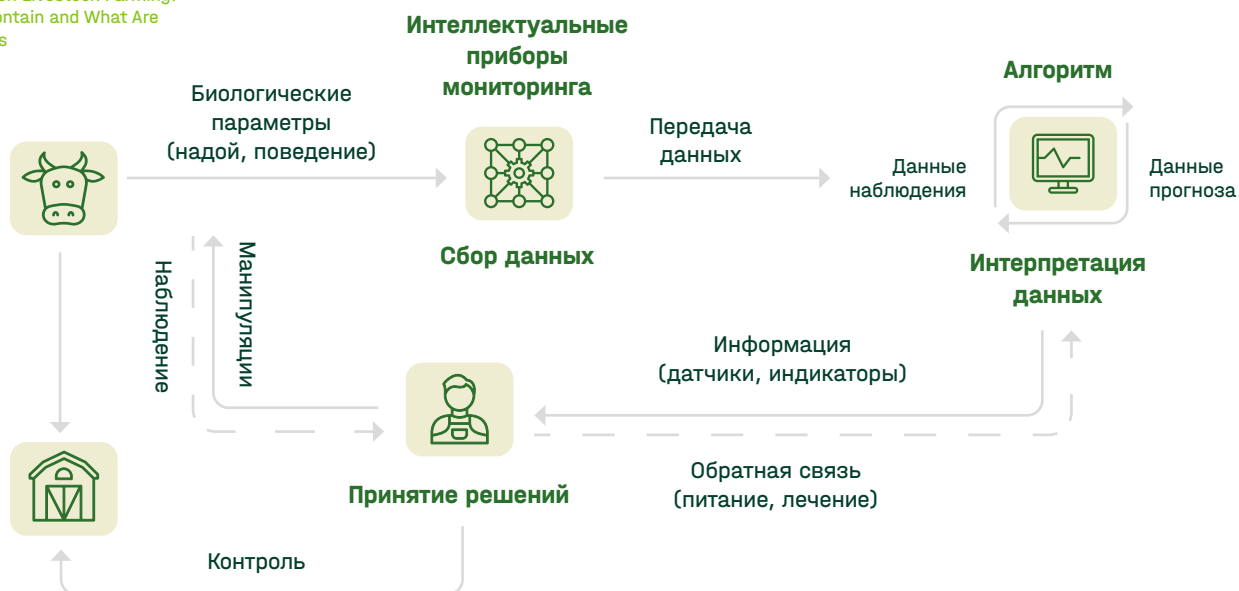 ontain and What Are
s
Интеллектуальные
приборы
мониторинга
Алгоритм
Биологические
параметры
(надой, поведение)
Передача
данных
Данные
наблюдения
Данные
прогноза
Сбор данных
Интерпретация
данных
Наблюдение
Манипуляции
Информация
(датчики, индикаторы)
Принятие решений
Обратная связь
(питание, лечение)
Контроль